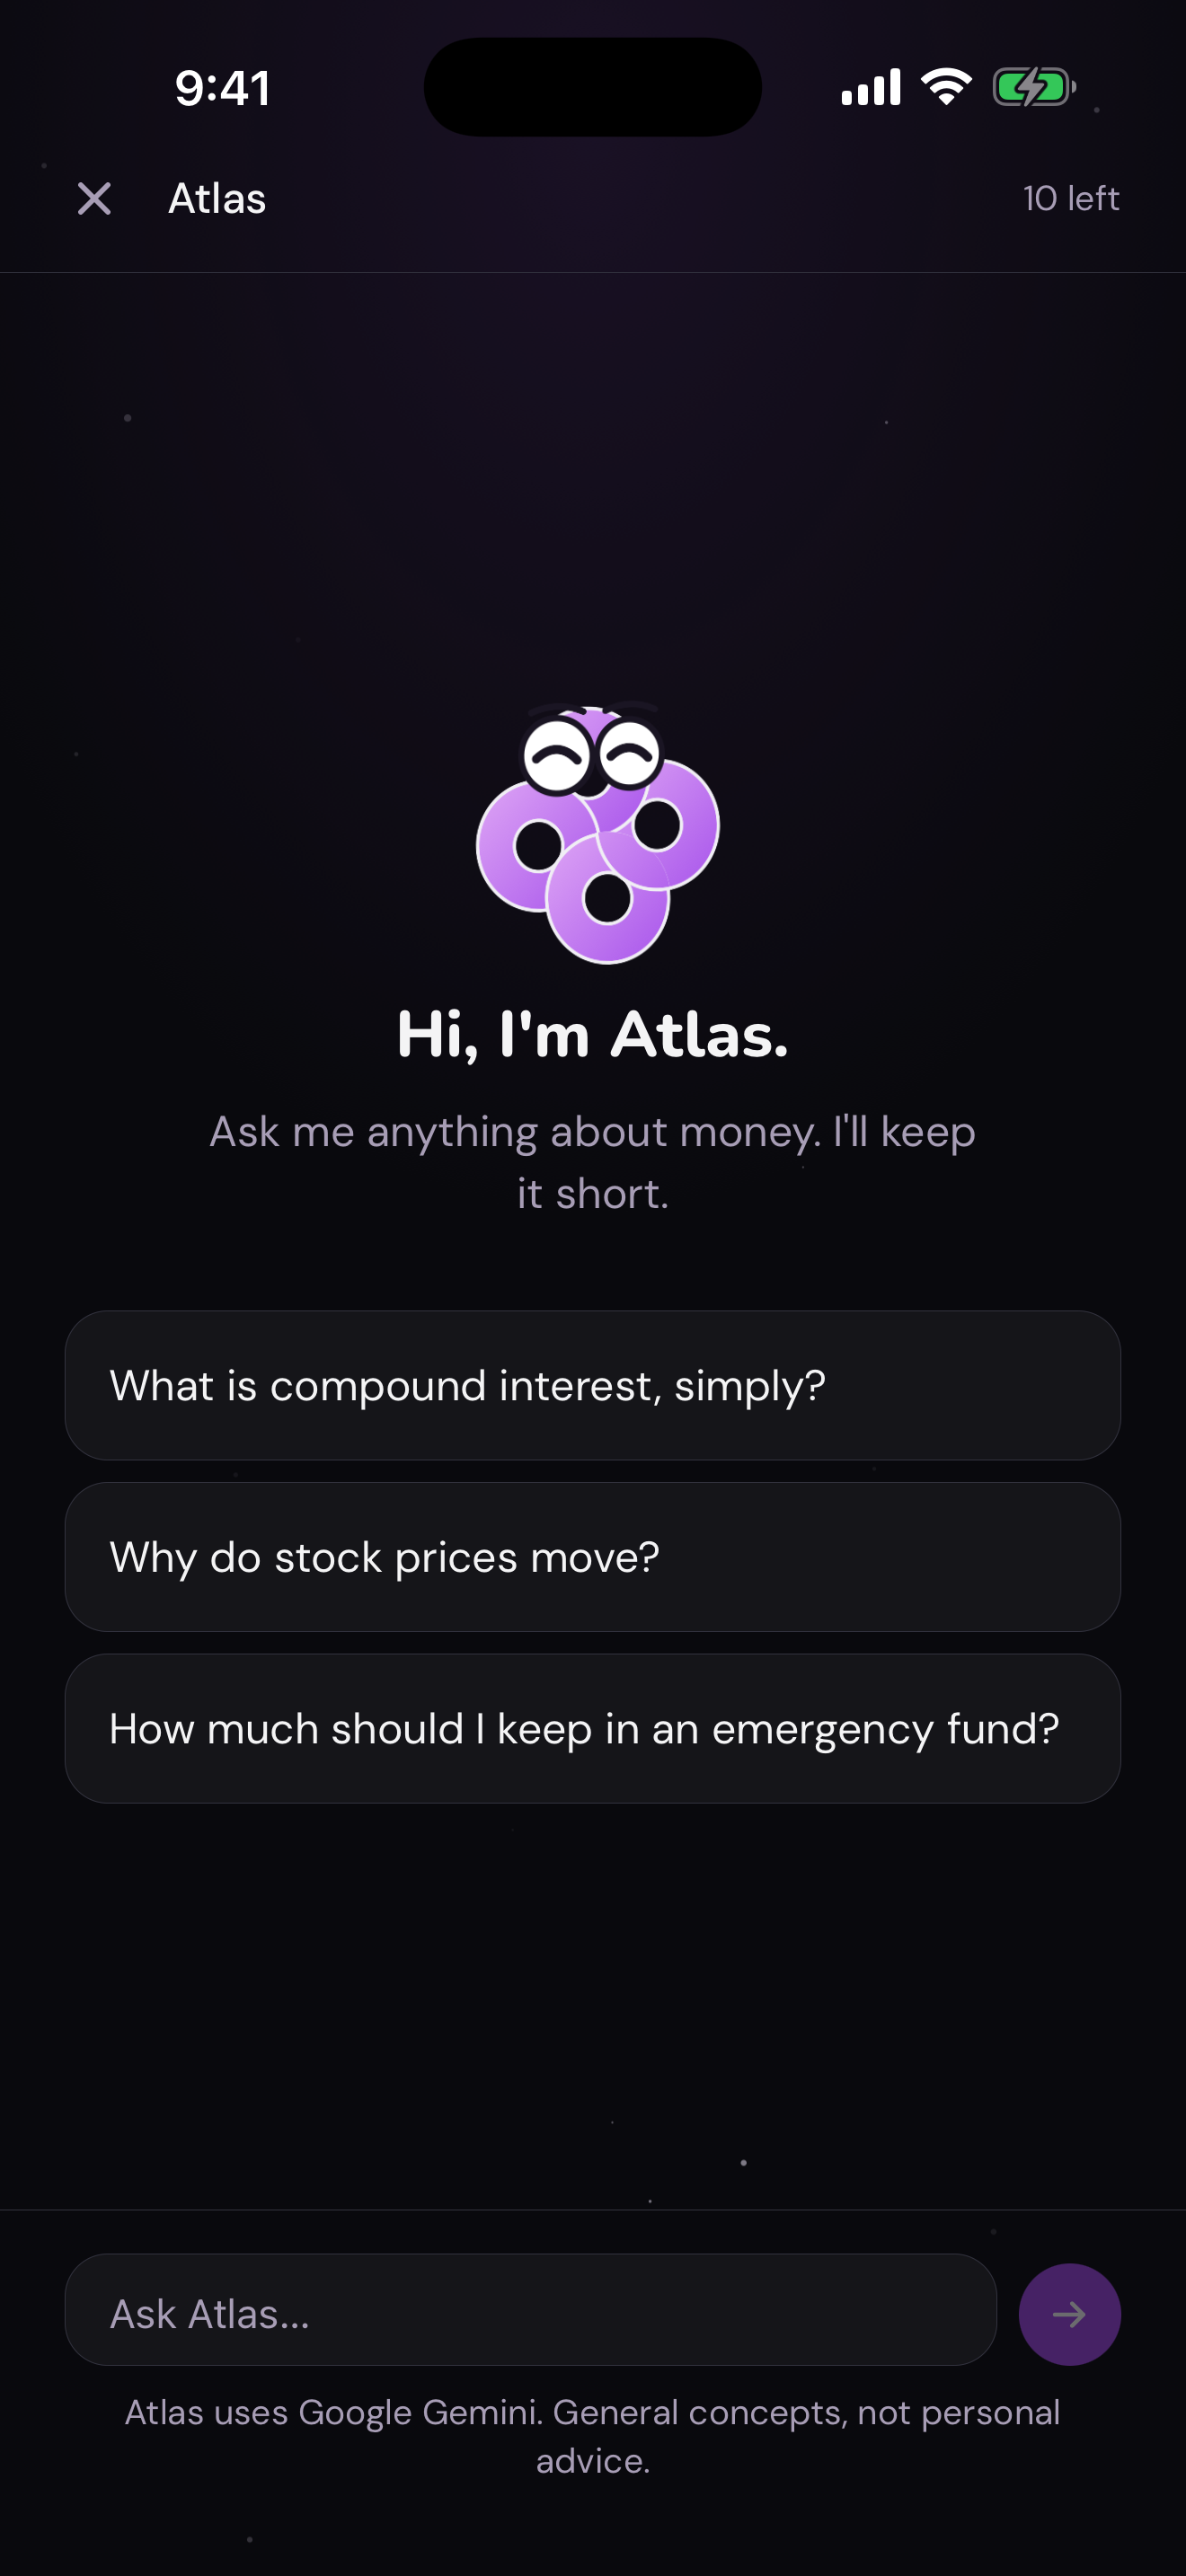 9:41
Atlas
10 left
Hi, I'm Atlas.
Ask me anything about money. I'll keep
it short.
What is compound interest, simply?
Why do stock prices move?
How much should I keep in an emergency fund?
Ask Atlas...
Atlas uses Google Gemini. General concepts, not personal
advice.